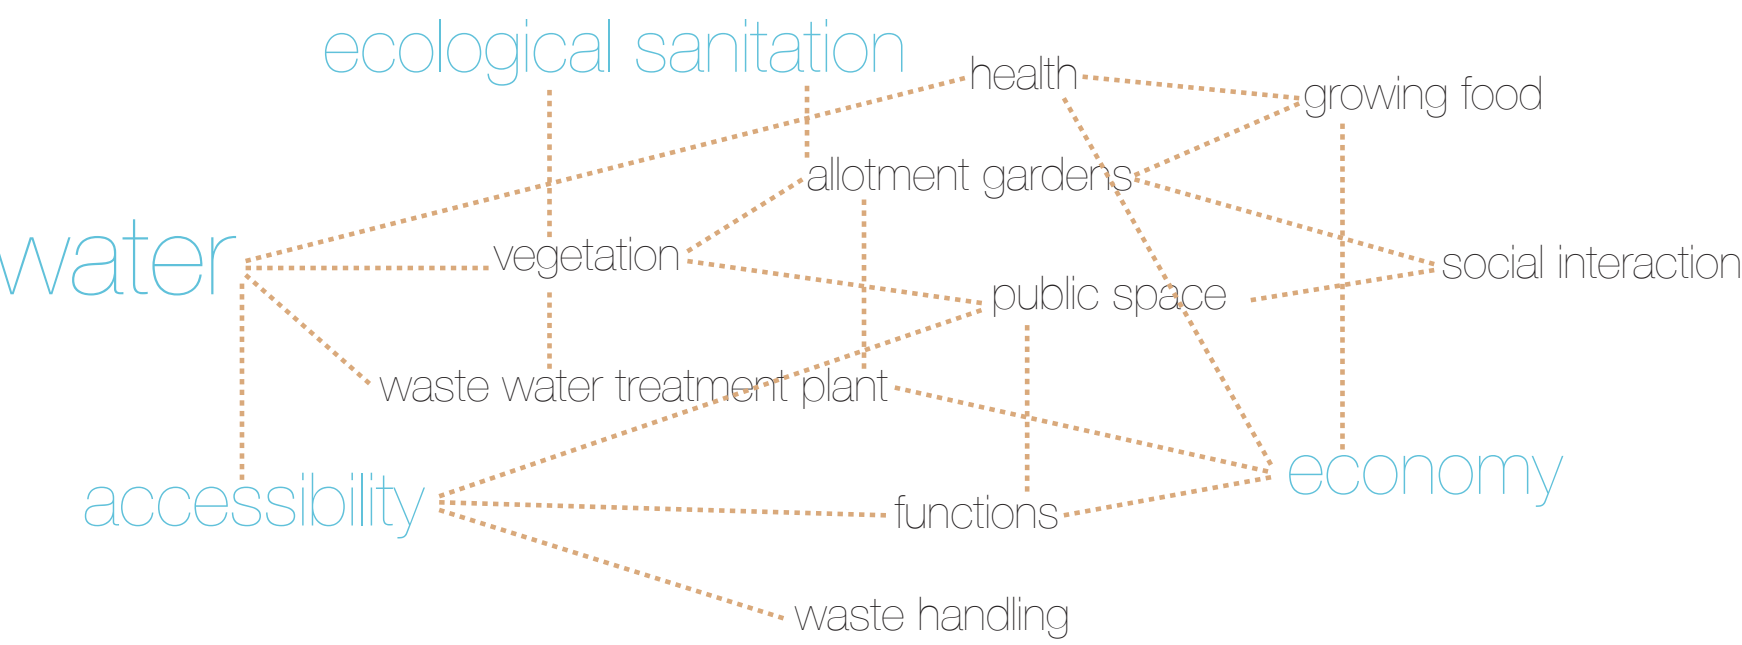 ecological sanitation
health
growing food
allotment gardens
water
vegetation
social interaction
public space
waste water treatment plant
accessibility
economy
functions
waste handling